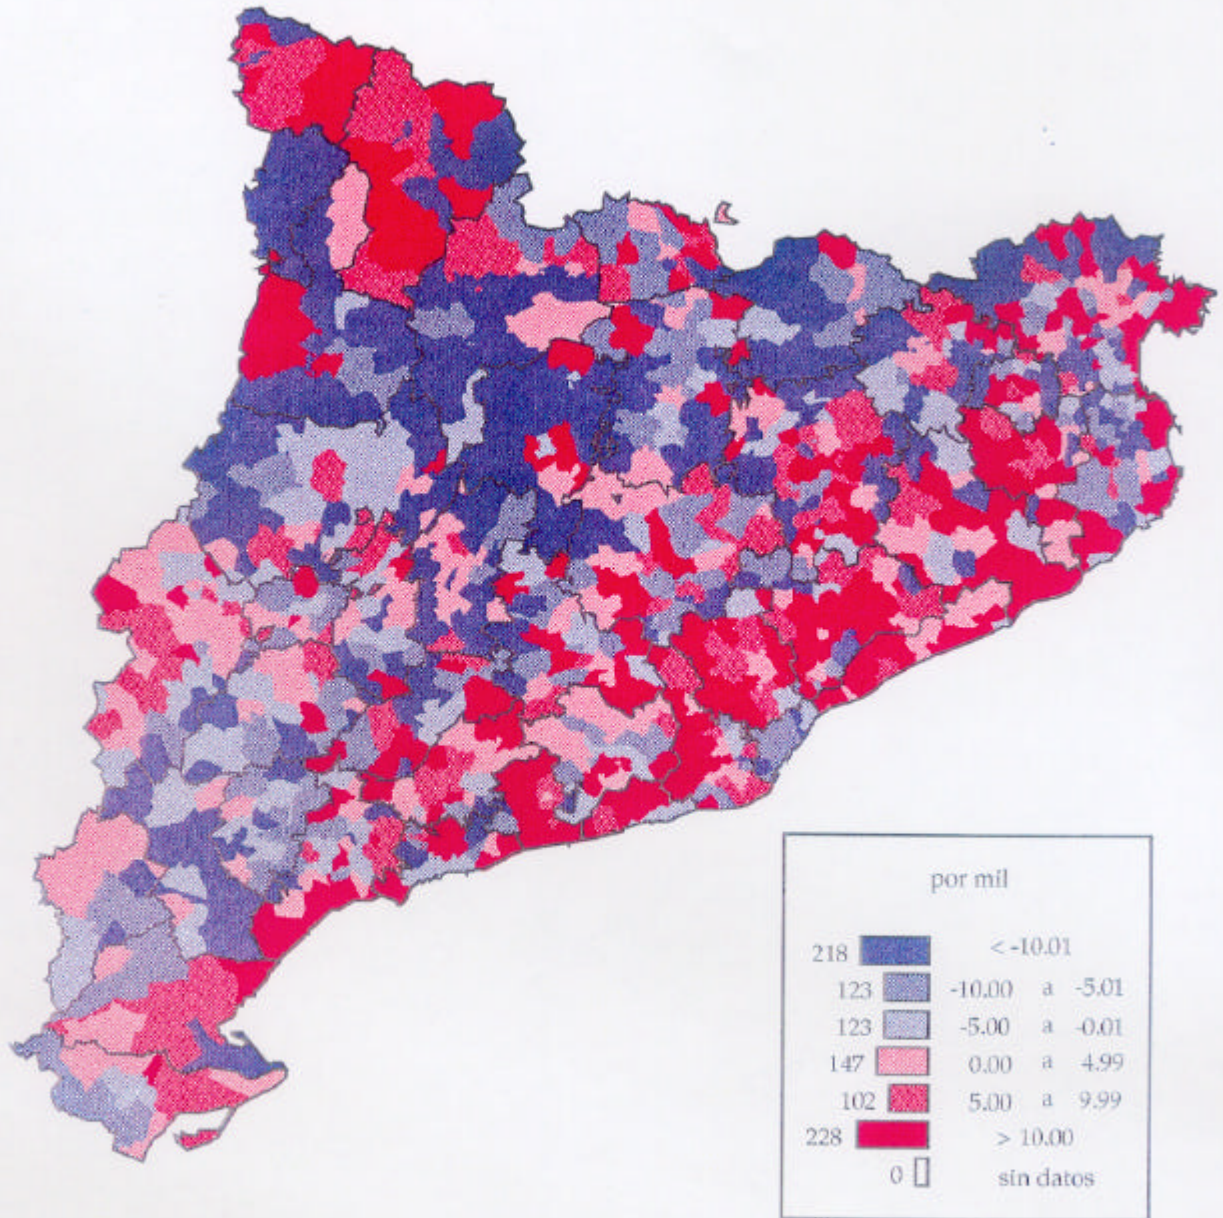 por mil
218 < -10.01
123 -10.00 a -5.01
123 -5.00 a -0.01
147 0.00 a 4.99
102 5.00 a 9.99
228 > 10.00
0 sin datos